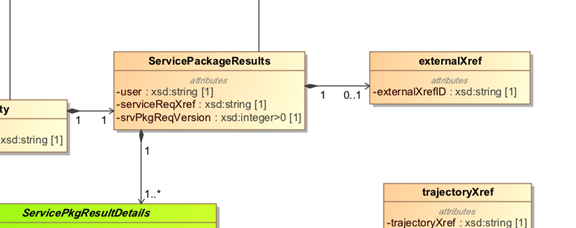 ServicePackageResults
attributes
-user : xsd:string [1]
-serviceReqXref : xsd:string [1]
-srvPkgReqVersion : xsd:integer>0 [1]
externalXref
attributes
-externalXrefID : xsd:string [1]
1
0..1
ty
xsd:string [1]
1
1
1
1..*
ServicePkgResultDetails
trajectoryXref
attributes
-trajectoryXref : xsd:string [1]